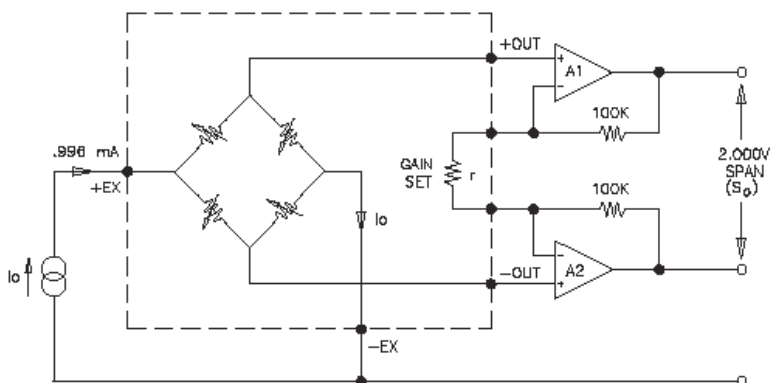 +OUT
A1
100K
.996 mA
+EX
GAIN
SET
r
2.000V
SPAN
(So)
100K
Io
Io
-OUT
A2
-EX